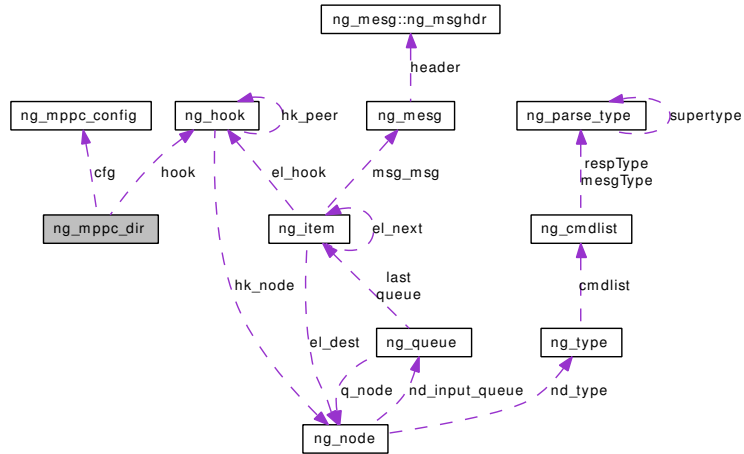 ng_mesg::ng_msghdr
header
ng_mppc_config
ng_hook
hk_peer
ng_mesg
ng_parse_type
supertype
cfg
hook
el_hook
msg_msg
respType
mesgType
ng_mppc_dir
ng_item
el_next
ng_cmdlist
hk_node
last
queue
cmdlist
el_dest
ng_queue
ng_type
q_node
nd_input_queue
nd_type
ng_node